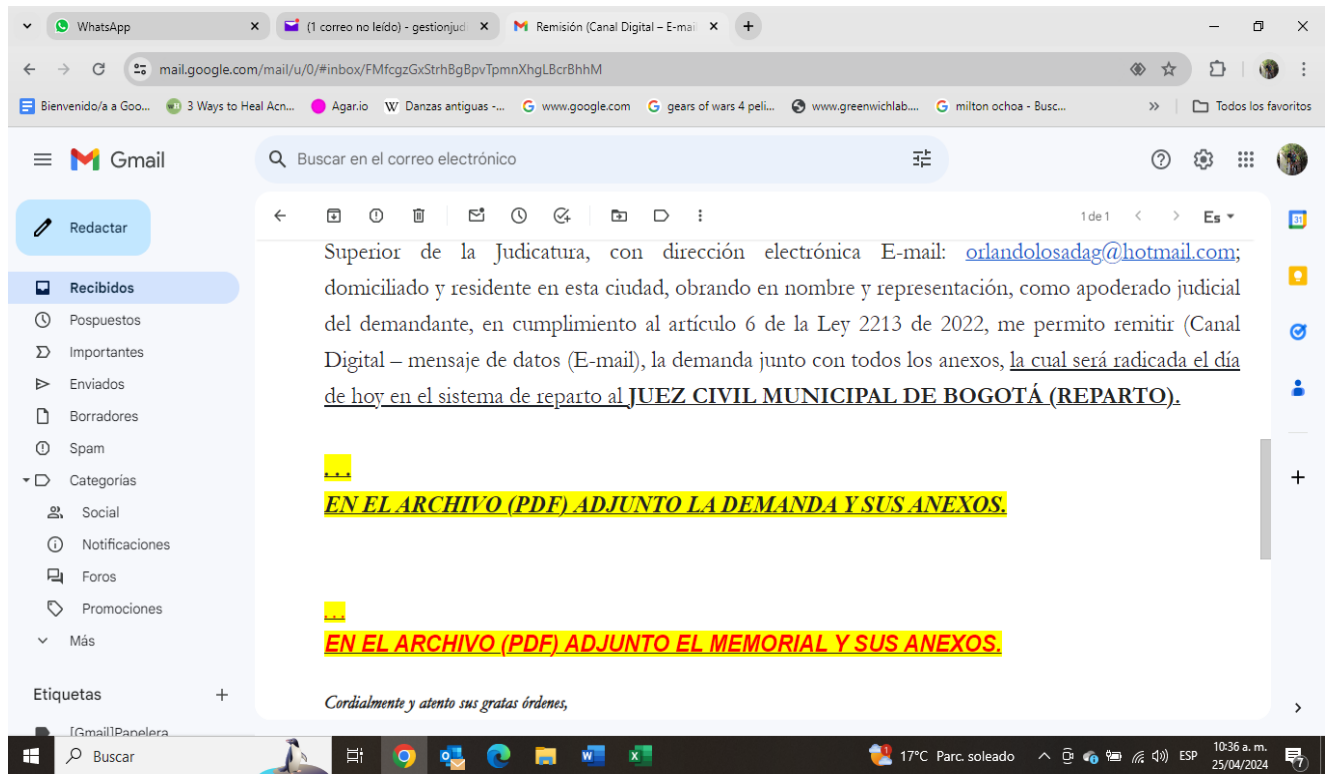 WhatsApp
(1 correo no leído) - gestionjudi
Remisión (Canal Digital – E-mail
mail.google.com/mail/u/0/#inbox/FMfcgzGxStrhBgBpvTpmnXhgLBcrBhhM
Bienvenido/a a Goo...
3 Ways to Heal Acn...
Agar.io
Danzas antiguas -...
www.google.com
gears of wars 4 peli...
www.greenwichlab....
milton ochoa - Busc...
»
Todos los favoritos
Gmail
Buscar en el correo electrónico
Redactar
1 de 1
Es
31
Recibidos
Pospuestos
Importantes
Enviados
Borradores
Spam
Categorías
Social
Notificaciones
Foros
Promociones
Más
Etiquetas
[Gmail]Papelera
Superior de la Judicatura, con dirección electrónica E-mail: orlandolosadag@hotmail.com;
domiciliado y residente en esta ciudad, obrando en nombre y representación, como apoderado judicial
del demandante, en cumplimiento al artículo 6 de la Ley 2213 de 2022, me permito remitir (Canal
Digital – mensaje de datos (E-mail), la demanda junto con todos los anexos, la cual será radicada el día
de hoy en el sistema de reparto al JUEZ CIVIL MUNICIPAL DE BOGOTÁ (REPARTO).
. . .
EN EL ARCHIVO (PDF) ADJUNTO LA DEMANDA Y SUS ANEXOS.
...
EN EL ARCHIVO (PDF) ADJUNTO EL MEMORIAL Y SUS ANEXOS.
Cordialmente y atento sus gratas órdenes,
Buscar
17°C Parc. soleado
ESP
10:36 a. m.
25/04/2024